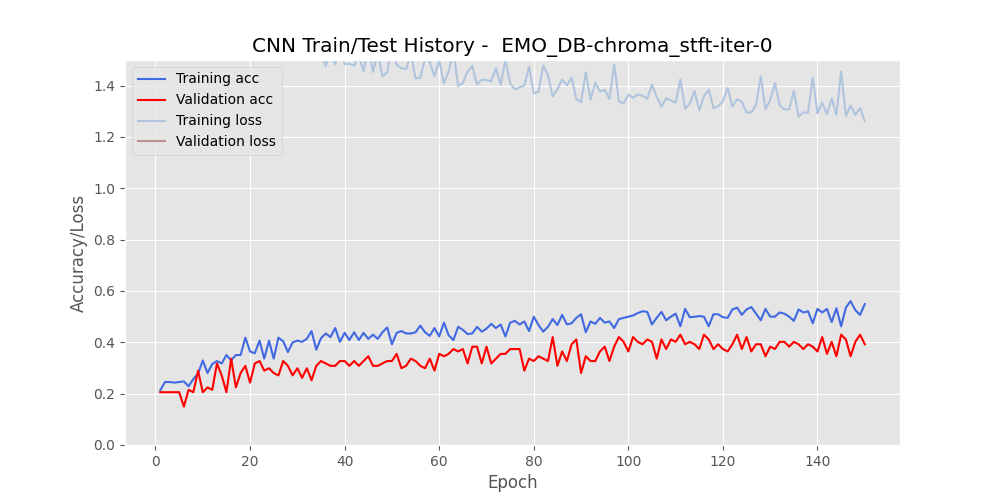 CNN Train/Test History -  EMO_DB-chroma_stft-iter-0
Training acc
Validation acc
Training loss
Validation loss
Accuracy/Loss
1.4
1.2
1.0
0.8
0.6
0.4
0.2
0.0
0
20
40
60
80
100
120
140
Epoch